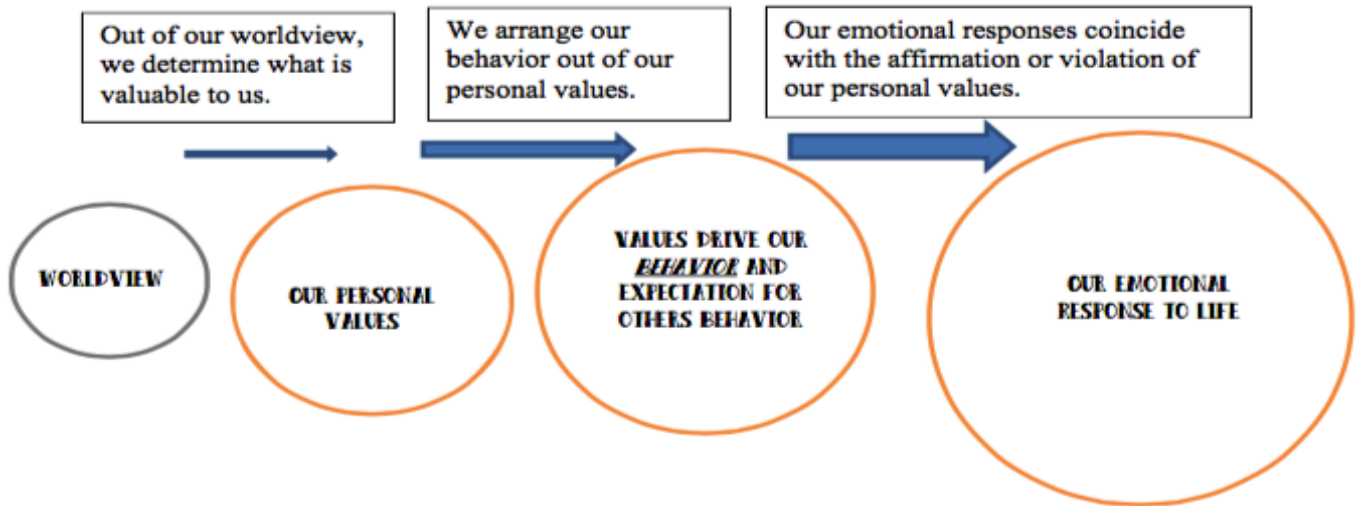 Out of our worldview,
we determine what is
valuable to us.
We arrange our
behavior out of our
personal values.
Our emotional responses coincide
with the affirmation or violation of
our personal values.
WORLDVIEW
OUR PERSONAL
VALUES
VALUES DRIVE OUR
BEHAVIOR AND
EXPECTATION FOR
OTHERS BEHAVIOR
OUR EMOTIONAL
RESPONSE TO LIFE